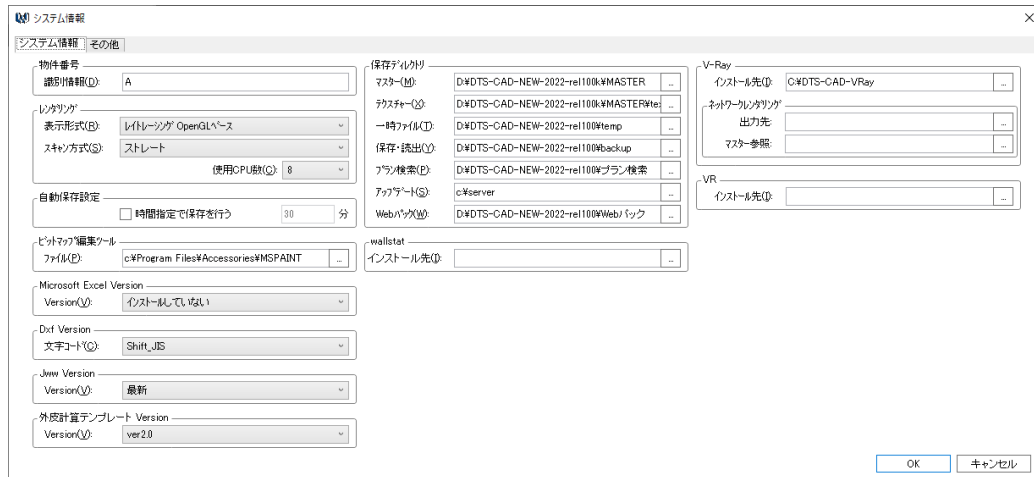 システム情報
システム情報 その他
物件番号
識別情報(D): A
レンダリング
表示形式(R): レイトレーシング OpenGLベース
スキャン方式(S): ストレート
使用CPU数(C): 8
自動保存設定
時間指定で保存を行う 30 分
ビットマップ編集ツール
ファイル(P): c:¥Program Files¥Accessories¥MSPAINT ...
Microsoft Excel Version
Version(V): インストールしていない
Dxf Version
文字コード(C): Shift_JIS
Jww Version
Version(V): 最新
外皮計算テンプレート Version
Version(V): ver2.0
保存ディレクトリ
マスター(M): D:¥DTS-CAD-NEW-2022-rel100k¥MASTER ...
テクスチャー(X): D:¥DTS-CAD-NEW-2022-rel100k¥MASTER¥te: ...
一時ファイル(T): D:¥DTS-CAD-NEW-2022-rel100¥temp ...
保存・読出(Y): D:¥DTS-CAD-NEW-2022-rel100¥backup ...
プラン検索(P): D:¥DTS-CAD-NEW-2022-rel100¥プラン検索 ...
アップデート(S): c:¥server ...
Webパック(W): D:¥DTS-CAD-NEW-2022-rel100¥Webパック ...
wallstat
インストール先(I): ...
V-Ray
インストール先(I): C:¥DTS-CAD-VRay ...
ネットワークレンダリング
出力先: ...
マスター参照: ...
VR
インストール先(I): ...
OK キャンセル